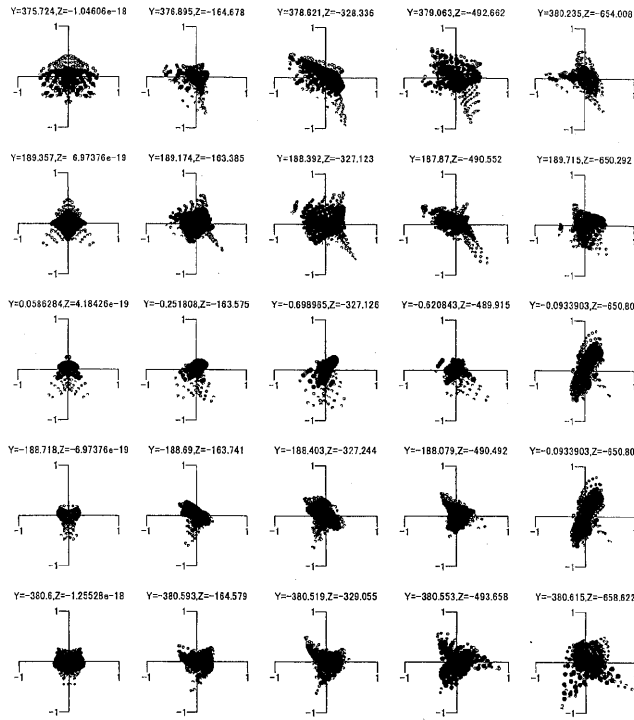 Y=375.724,Z=-1.04606e-18 Y=376.895,Z=-164.678 Y=378.621,Z=-328.336 Y=379.063,Z=-492.662 Y=380.235,Z=-654.008
1 1 1 1 1
-1 1 -1 1 -1 1 -1 1 -1 1
-1 -1 -1 -1 -1
Y=189.357,Z= 6.97376e-19 Y=189.174,Z=-163.385 Y=188.392,Z=-327.123 Y=187.87,Z=-490.552 Y=189.715,Z=-650.292
1 1 1 1 1
-1 1 -1 1 -1 1 -1 1 -1 1
-1 -1 -1 -1 -1
Y=0.0586284,Z=4.18426e-19 Y=-0.251808,Z=-163.575 Y=-0.698965,Z=-327.126 Y=-0.620843,Z=-489.915 Y=-0.0933903,Z=-650.80
1 1 1 1 1
-1 1 -1 1 -1 1 -1 1 -1 1
-1 -1 -1 -1 -1
Y=-188.718,Z=-6.97376e-19 Y=-188.69,Z=-163.741 Y=-188.403,Z=-327.244 Y=-188.079,Z=-490.492 Y=-0.0933903,Z=-650.80
1 1 1 1 1
-1 1 -1 1 -1 1 -1 1 -1 1
-1 -1 -1 -1 -1
Y=-380.6,Z=-1.25528e-18 Y=-380.593,Z=-164.579 Y=-380.519,Z=-329.055 Y=-380.553,Z=-493.658 Y=-380.615,Z=-658.622
1 1 1 1 1
-1 1 -1 1 -1 1 -1 1 -1 1
-1 -1 -1 -1 -1